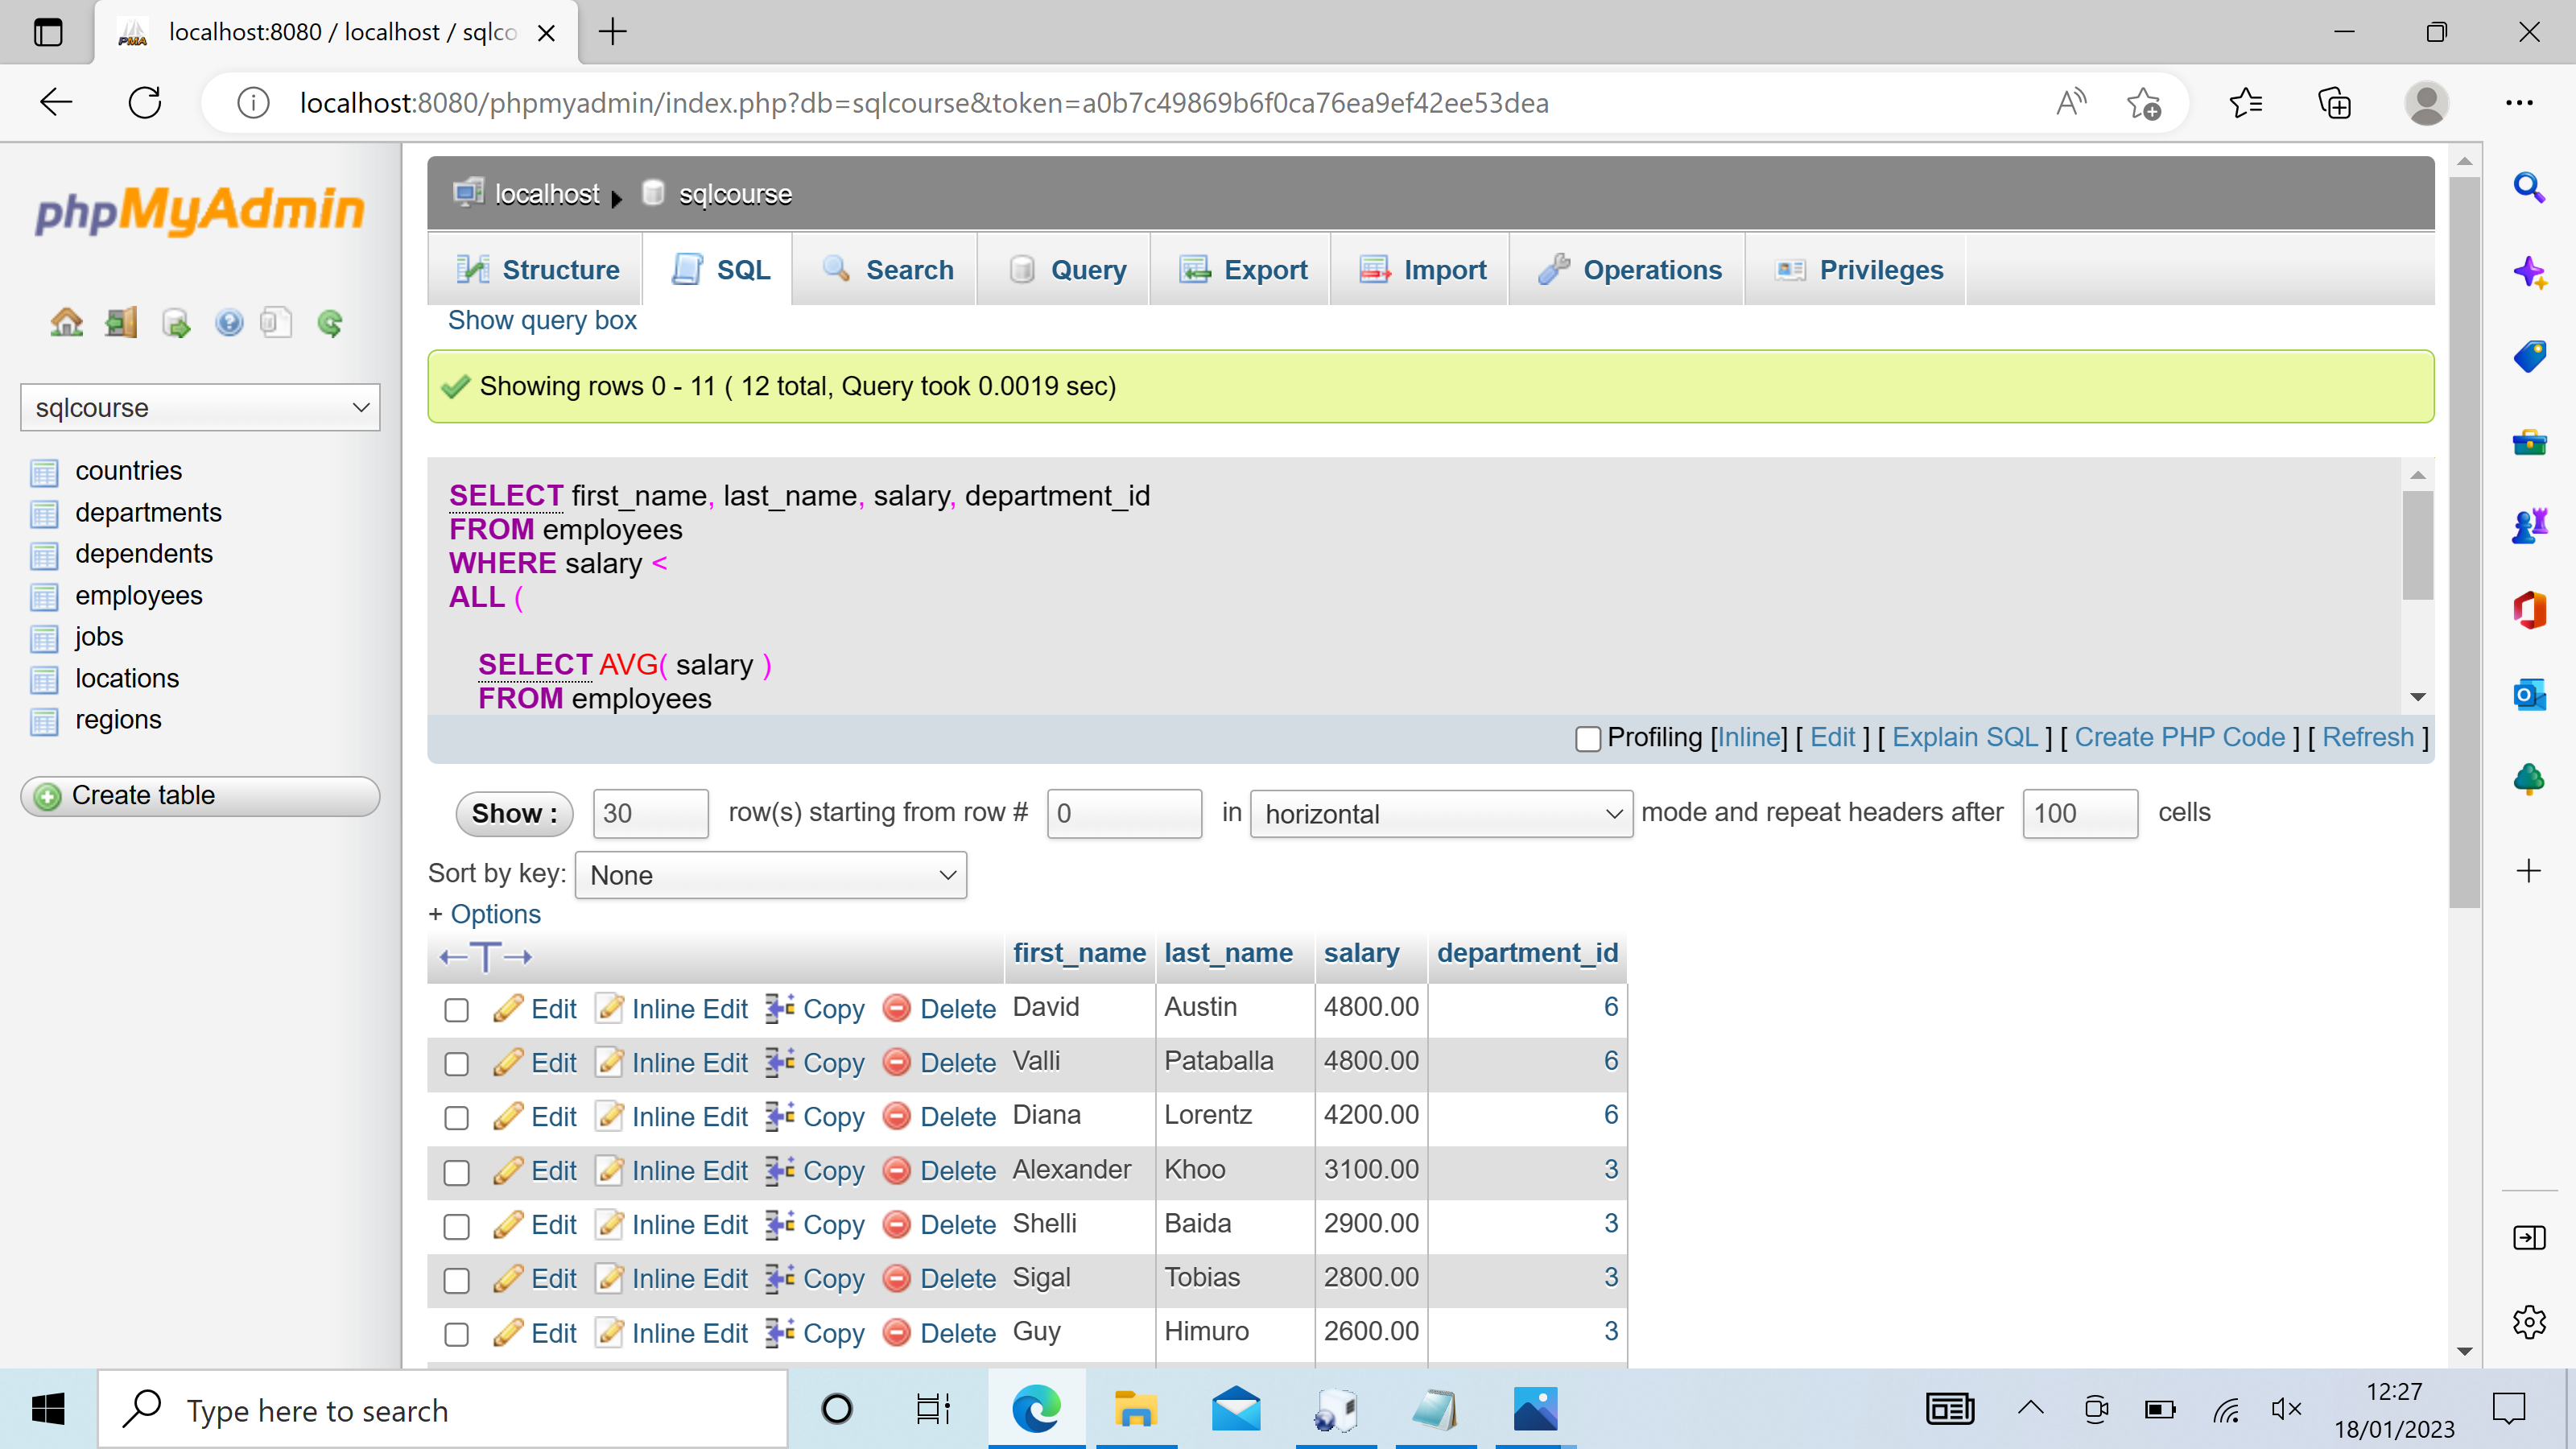 localhost:8080 / localhost / sqlco
localhost:8080/phpmyadmin/index.php?db=sqlcourse&token=a0b7c49869b6f0ca76ea9ef42ee53dea
phpMyAdmin
sqlcourse
countries
departments
dependents
employees
jobs
locations
regions
Create table
localhost sqlcourse
Structure SQL Search Query Export Import Operations Privileges
Show query box
Showing rows 0 - 11 ( 12 total, Query took 0.0019 sec)
SELECT first_name, last_name, salary, department_id
FROM employees
WHERE salary <
ALL (
SELECT AVG( salary )
FROM employees
Profiling [Inline] [ Edit ] [ Explain SQL ] [ Create PHP Code ] [ Refresh ]
Show : 30 row(s) starting from row # 0 in horizontal mode and repeat headers after 100 cells
Sort by key: None
+ Options
first_name last_name salary department_id
Edit Inline Edit Copy Delete David Austin 4800.00 6
Edit Inline Edit Copy Delete Valli Pataballa 4800.00 6
Edit Inline Edit Copy Delete Diana Lorentz 4200.00 6
Edit Inline Edit Copy Delete Alexander Khoo 3100.00 3
Edit Inline Edit Copy Delete Shelli Baida 2900.00 3
Edit Inline Edit Copy Delete Sigal Tobias 2800.00 3
Edit Inline Edit Copy Delete Guy Himuro 2600.00 3
Type here to search
12:27
18/01/2023